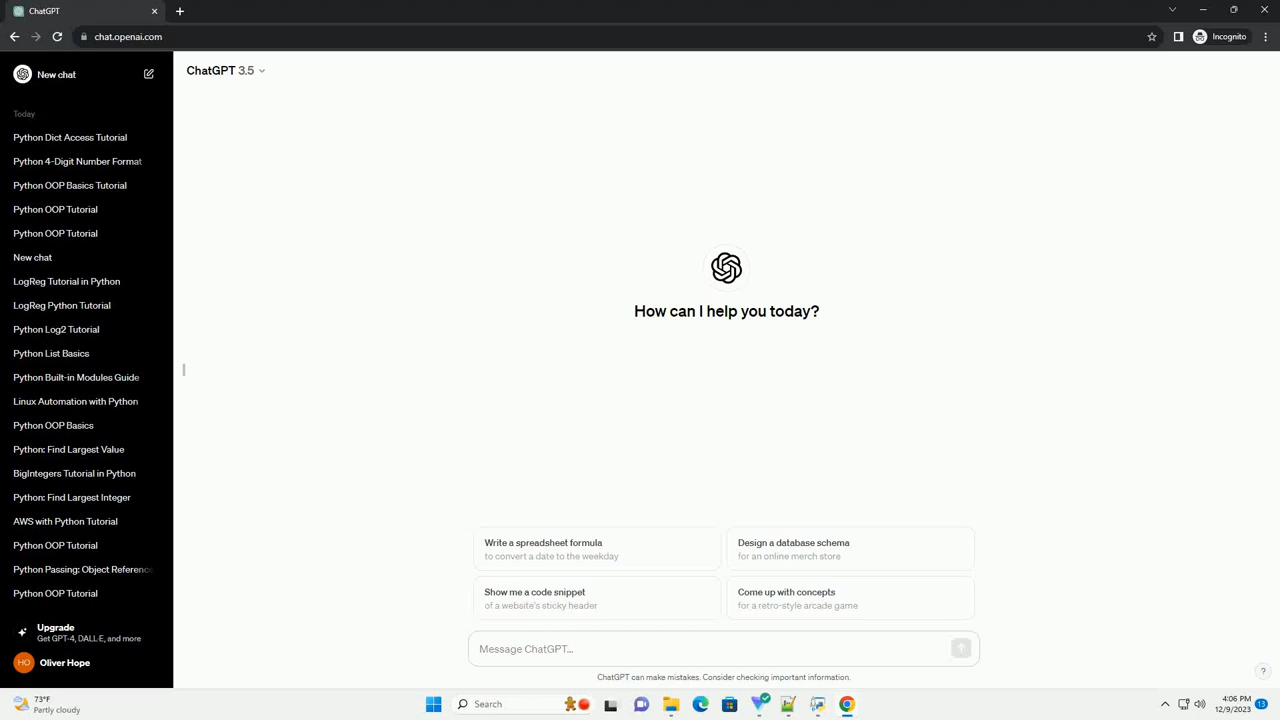 ChatGPT
chat.openai.com
Incognito
New chat
ChatGPT 3.5
Today
Python Dict Access Tutorial
Python 4-Digit Number Format
Python OOP Basics Tutorial
Python OOP Tutorial
Python OOP Tutorial
New chat
LogReg Tutorial in Python
LogReg Python Tutorial
Python Log2 Tutorial
Python List Basics
Python Built-in Modules Guide
Linux Automation with Python
Python OOP Basics
Python: Find Largest Value
BigIntegers Tutorial in Python
Python: Find Largest Integer
AWS with Python Tutorial
Python OOP Tutorial
Python Passing: Object Reference
Python OOP Tutorial
Upgrade
Get GPT-4, DALL·E, and more
HO
Oliver Hope
How can I help you today?
Write a spreadsheet formula
to convert a date to the weekday
Design a database schema
for an online merch store
Show me a code snippet
of a website's sticky header
Come up with concepts
for a retro-style arcade game
Message ChatGPT...
ChatGPT can make mistakes. Consider checking important information.
?
73°F
Partly cloudy
Search
4:06 PM
12/9/2023
13